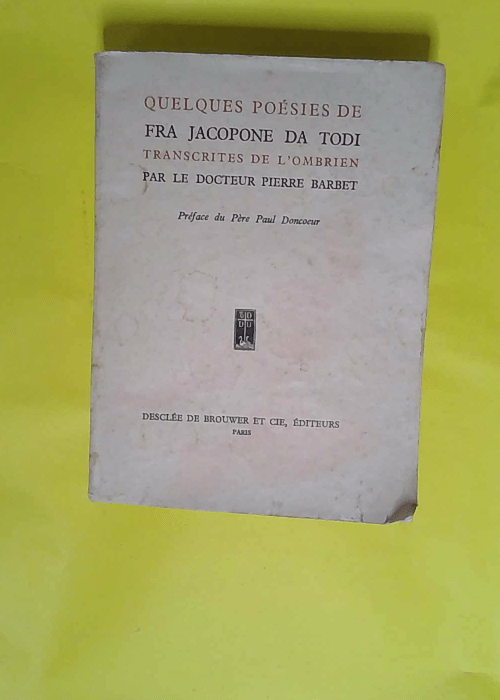 QUELQUES POÉSIES DE
FRA JACOPONE DA TODI
TRANSCRITES DE L'OMBRIEN
PAR LE DOCTEUR PIERRE BARBET
Préface du Père Paul Doncoeur
DESCLÉE DE BROUWER ET CIE, ÉDITEURS
PARIS